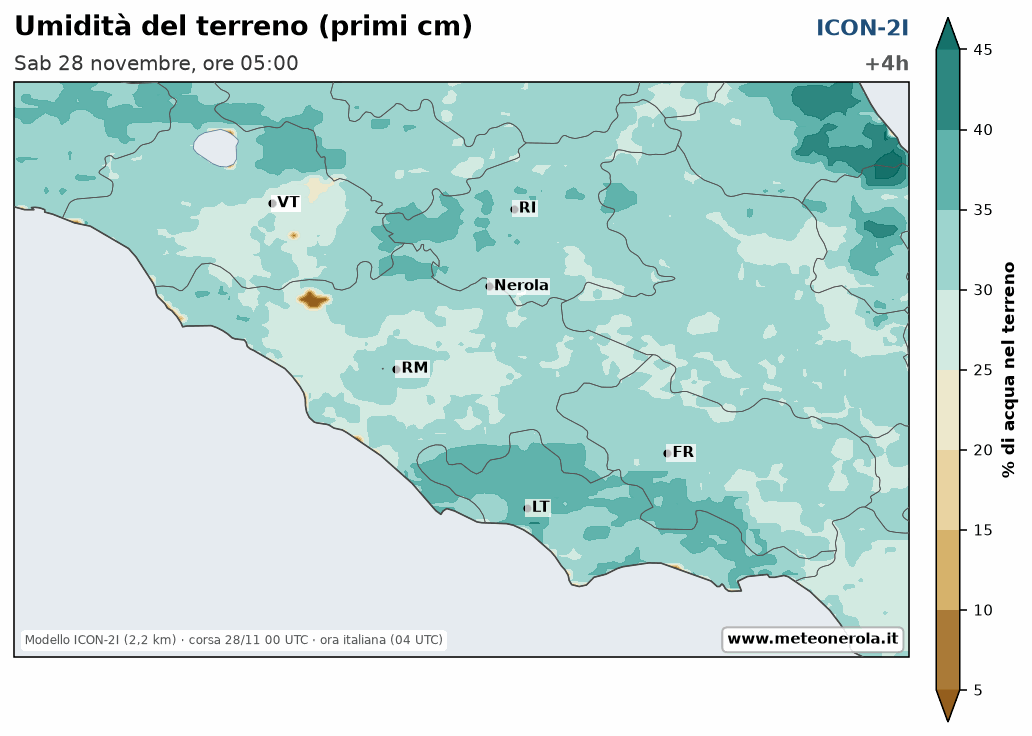 Umidità del terreno (primi cm)
ICON-2I
Sab 28 novembre, ore 05:00
+4h
VT
RI
Nerola
RM
FR
LT
45
40
35
30
25
20
15
10
5
% di acqua nel terreno
Modello ICON-2I (2,2 km) · corsa 28/11 00 UTC · ora italiana (04 UTC)
www.meteonerola.it